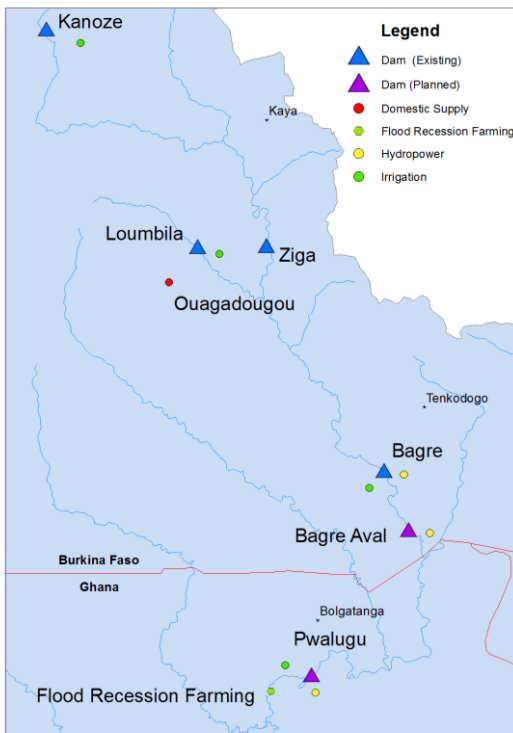 Kanoze
Legend
Dam (Existing)
Dam (Planned)
Domestic Supply
Flood Recession Farming
Hydropower
Irrigation
Kaya
Loumbila
Ziga
Ouagadougou
Tenkodogo
Bagre
Bagre Aval
Burkina Faso
Ghana
Bolgatanga
Pwalugu
Flood Recession Farming